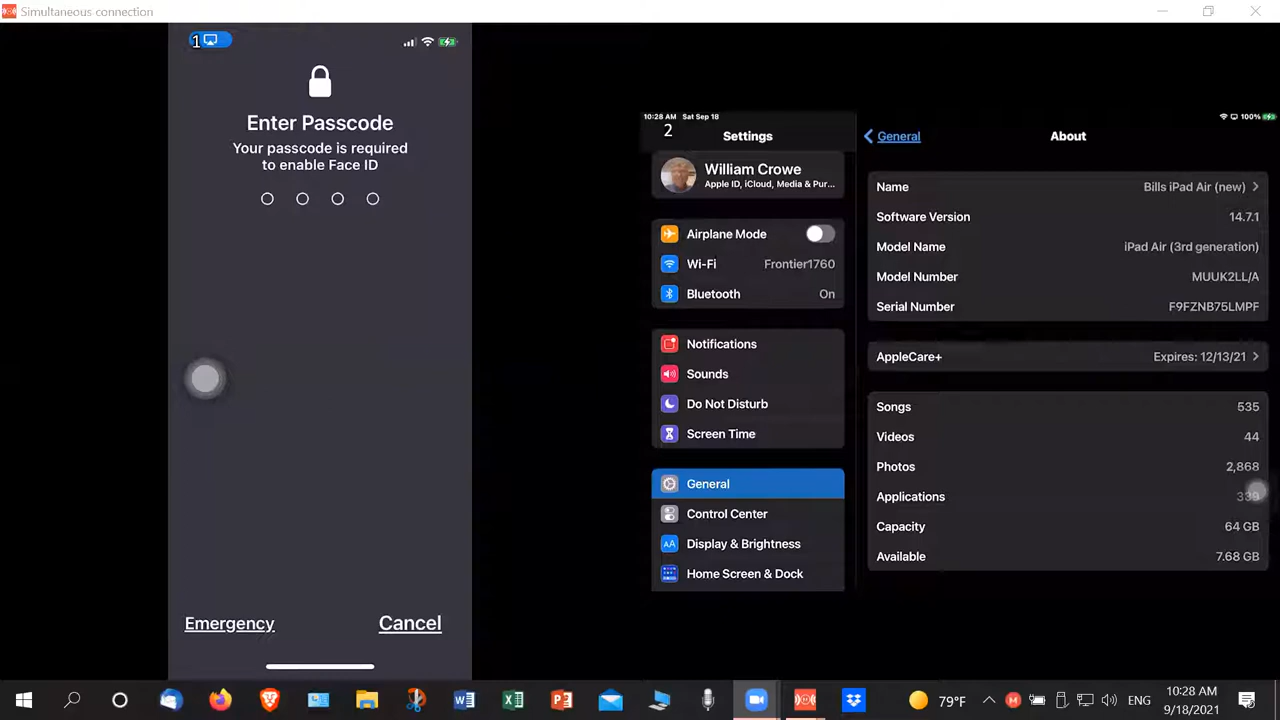 Simultaneous connection
1
Enter Passcode
Your passcode is required
to enable Face ID
Emergency
Cancel
10:28 AM Sat Sep 18
100%
2
Settings
William Crowe
Apple ID, iCloud, Media & Pur...
Airplane Mode
Wi-Fi Frontier1760
Bluetooth On
Notifications
Sounds
Do Not Disturb
Screen Time
General
Control Center
AA Display & Brightness
Home Screen & Dock
General
About
Name Bills iPad Air (new)
Software Version 14.7.1
Model Name iPad Air (3rd generation)
Model Number MUUK2LL/A
Serial Number F9FZNB75LMPF
AppleCare+ Expires: 12/13/21
Songs 535
Videos 44
Photos 2,868
Applications 339
Capacity 64 GB
Available 7.68 GB
79°F
ENG
10:28 AM
9/18/2021